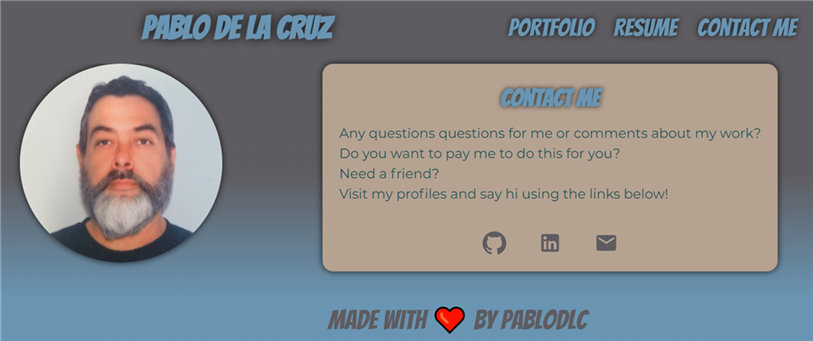 PABLO DE LA CRUZ
PORTFOLIO RESUME CONTACT ME
CONTACT ME
Any questions questions for me or comments about my work?
Do you want to pay me to do this for you?
Need a friend?
Visit my profiles and say hi using the links below!
in
MADE WITH ❤️ BY PABLODLC